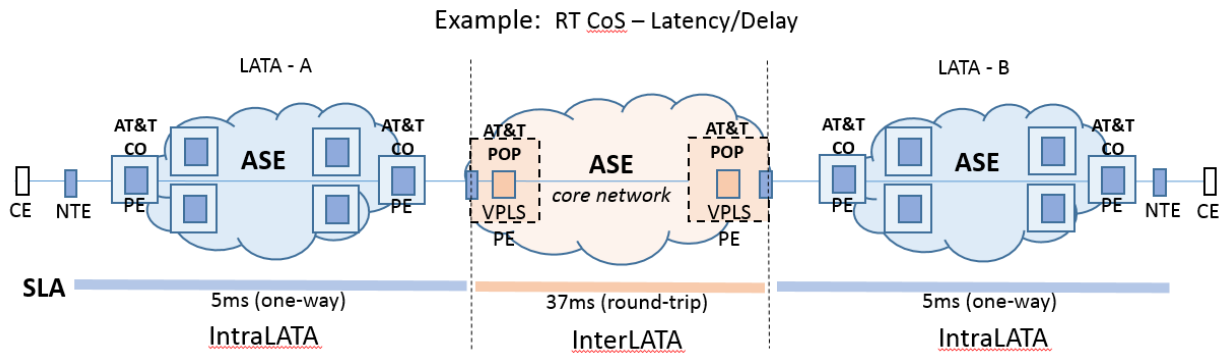 Example: RT CoS – Latency/Delay
LATA - A
LATA - B
AT&T
CO
PE
ASE
AT&T
CO
PE
AT&T
POP
VPLS
PE
ASE
core network
AT&T
POP
VPLS
PE
AT&T
CO
PE
ASE
AT&T
CO
PE
CE
NTE
NTE
CE
SLA
5ms (one-way)
37ms (round-trip)
5ms (one-way)
IntraLATA
InterLATA
IntraLATA